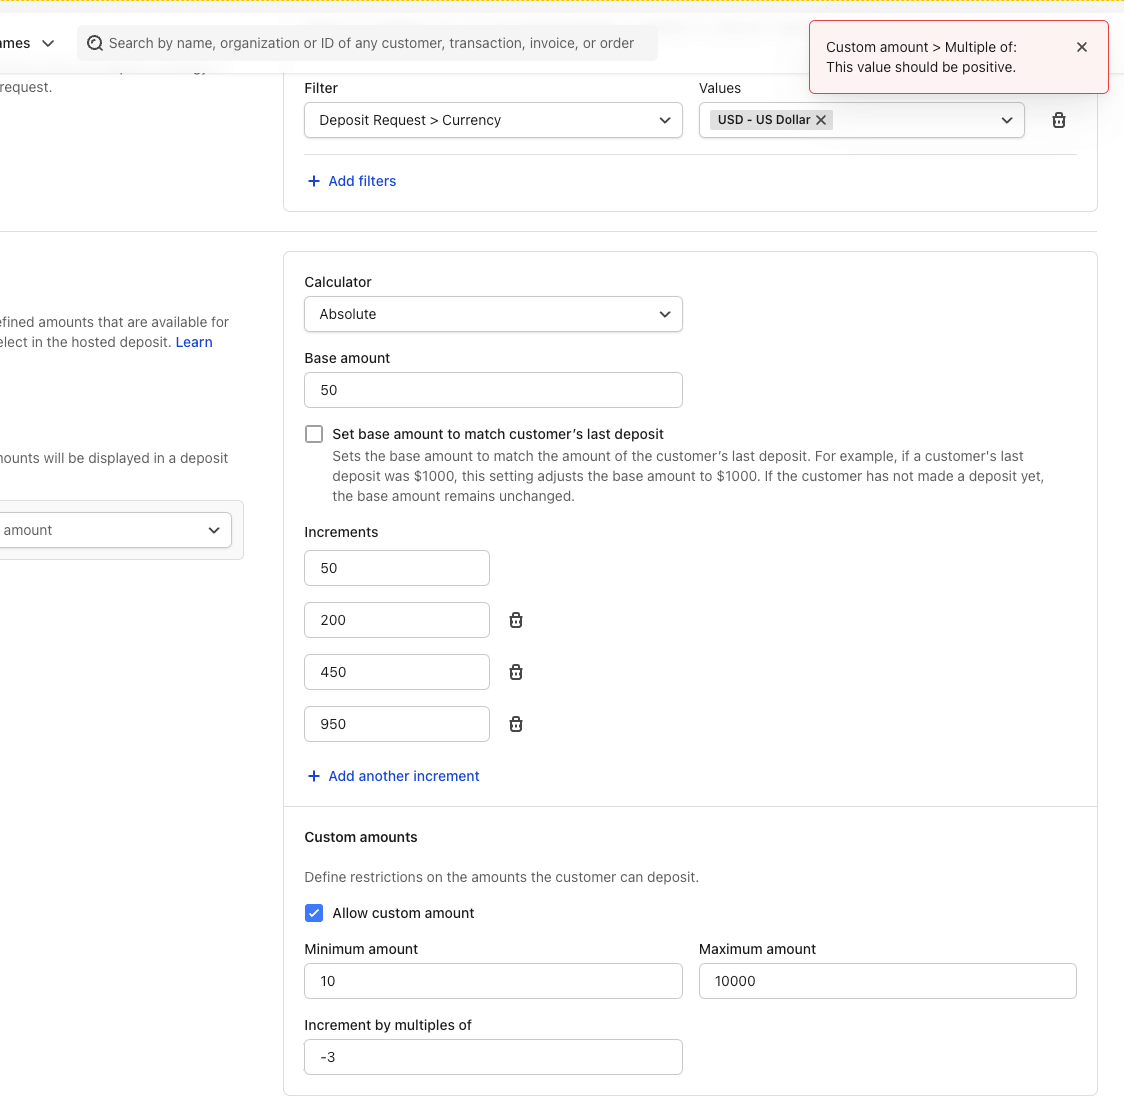 Search by name, organization or ID of any customer, transaction, invoice, or order
Custom amount > Multiple of:
This value should be positive.
request.
Filter
Values
Deposit Request > Currency
USD - US Dollar
Add filters
Calculator
Absolute
fined amounts that are available for
elect in the hosted deposit. Learn
Base amount
50
Set base amount to match customer’s last deposit
Sets the base amount to match the amount of the customer’s last deposit. For example, if a customer's last
deposit was $1000, this setting adjusts the base amount to $1000. If the customer has not made a deposit yet,
the base amount remains unchanged.
ounts will be displayed in a deposit
amount
Increments
50
200
450
950
Add another increment
Custom amounts
Define restrictions on the amounts the customer can deposit.
Allow custom amount
Minimum amount
Maximum amount
10
10000
Increment by multiples of
-3